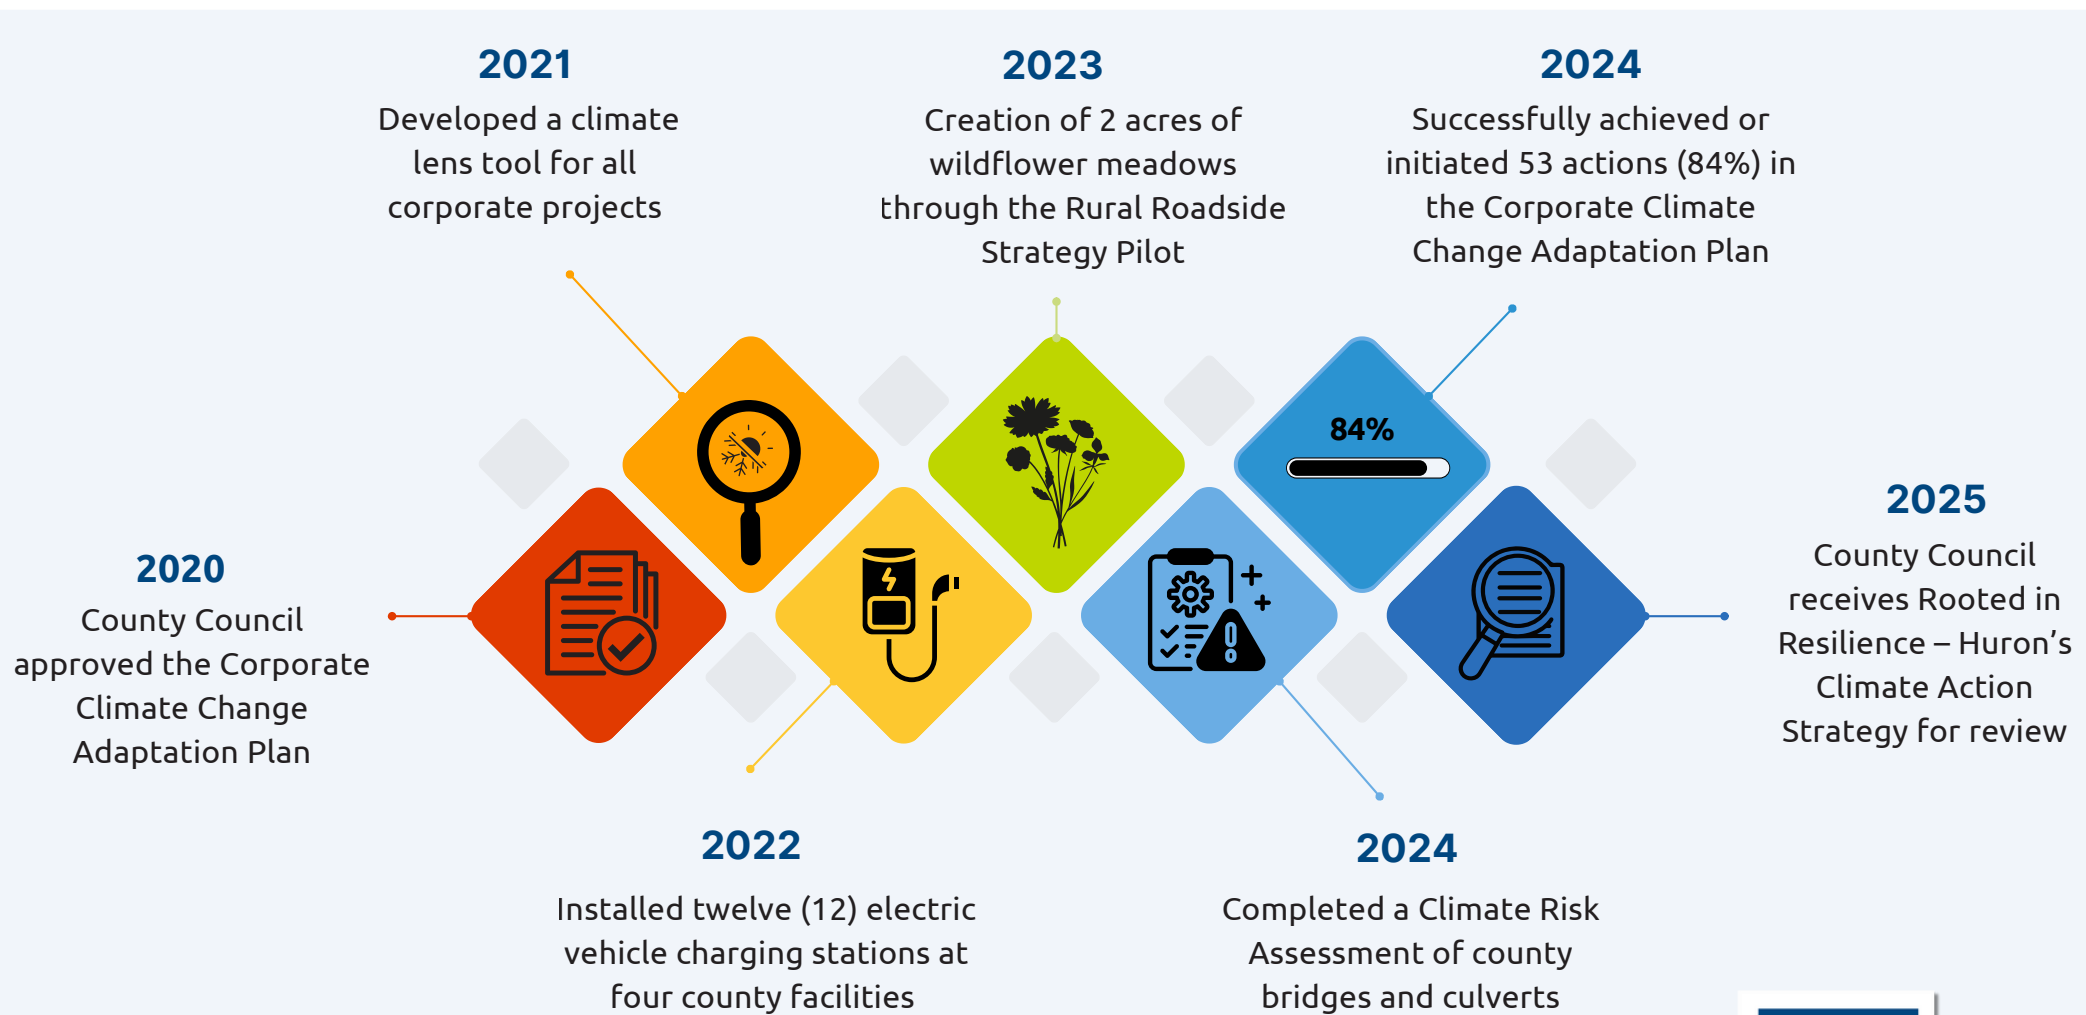 2020
County Council
approved the Corporate
Climate Change
Adaptation Plan
2021
Developed a climate
lens tool for all
corporate projects
2022
Installed twelve (12) electric
vehicle charging stations at
four county facilities
2023
Creation of 2 acres of
wildflower meadows
through the Rural Roadside
Strategy Pilot
2024
Completed a Climate Risk
Assessment of county
bridges and culverts
2024
Successfully achieved or
initiated 53 actions (84%) in
the Corporate Climate
Change Adaptation Plan
84%
2025
County Council
receives Rooted in
Resilience – Huron’s
Climate Action
Strategy for review